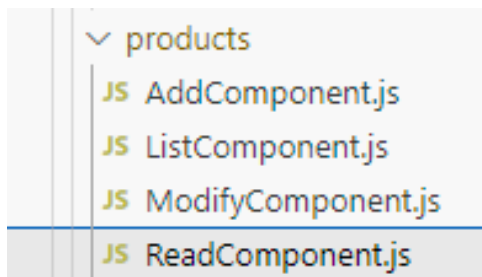 products
JS AddComponent.js
JS ListComponent.js
JS ModifyComponent.js
JS ReadComponent.js